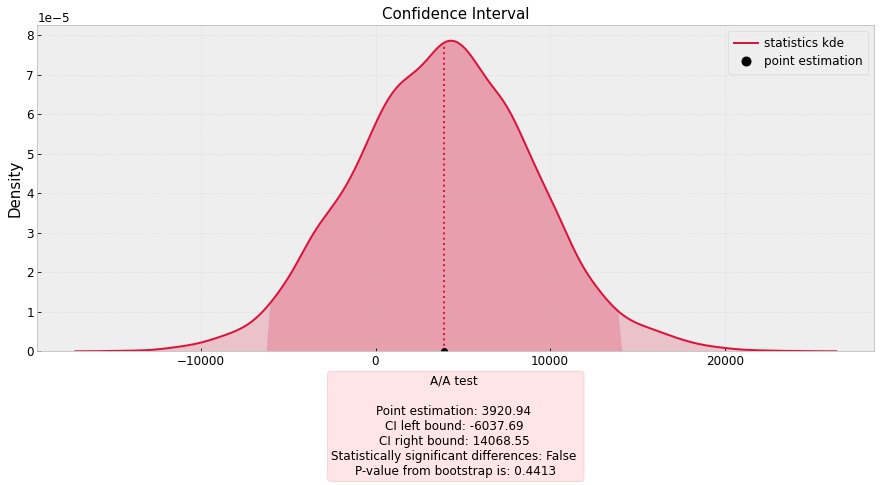 Confidence Interval
1e−5
8
7
6
5
4
3
2
1
0
Density
statistics kde
point estimation
−10000
0
10000
20000
A/A test
Point estimation: 3920.94
CI left bound: -6037.69
CI right bound: 14068.55
Statistically significant differences: False
P-value from bootstrap is: 0.4413